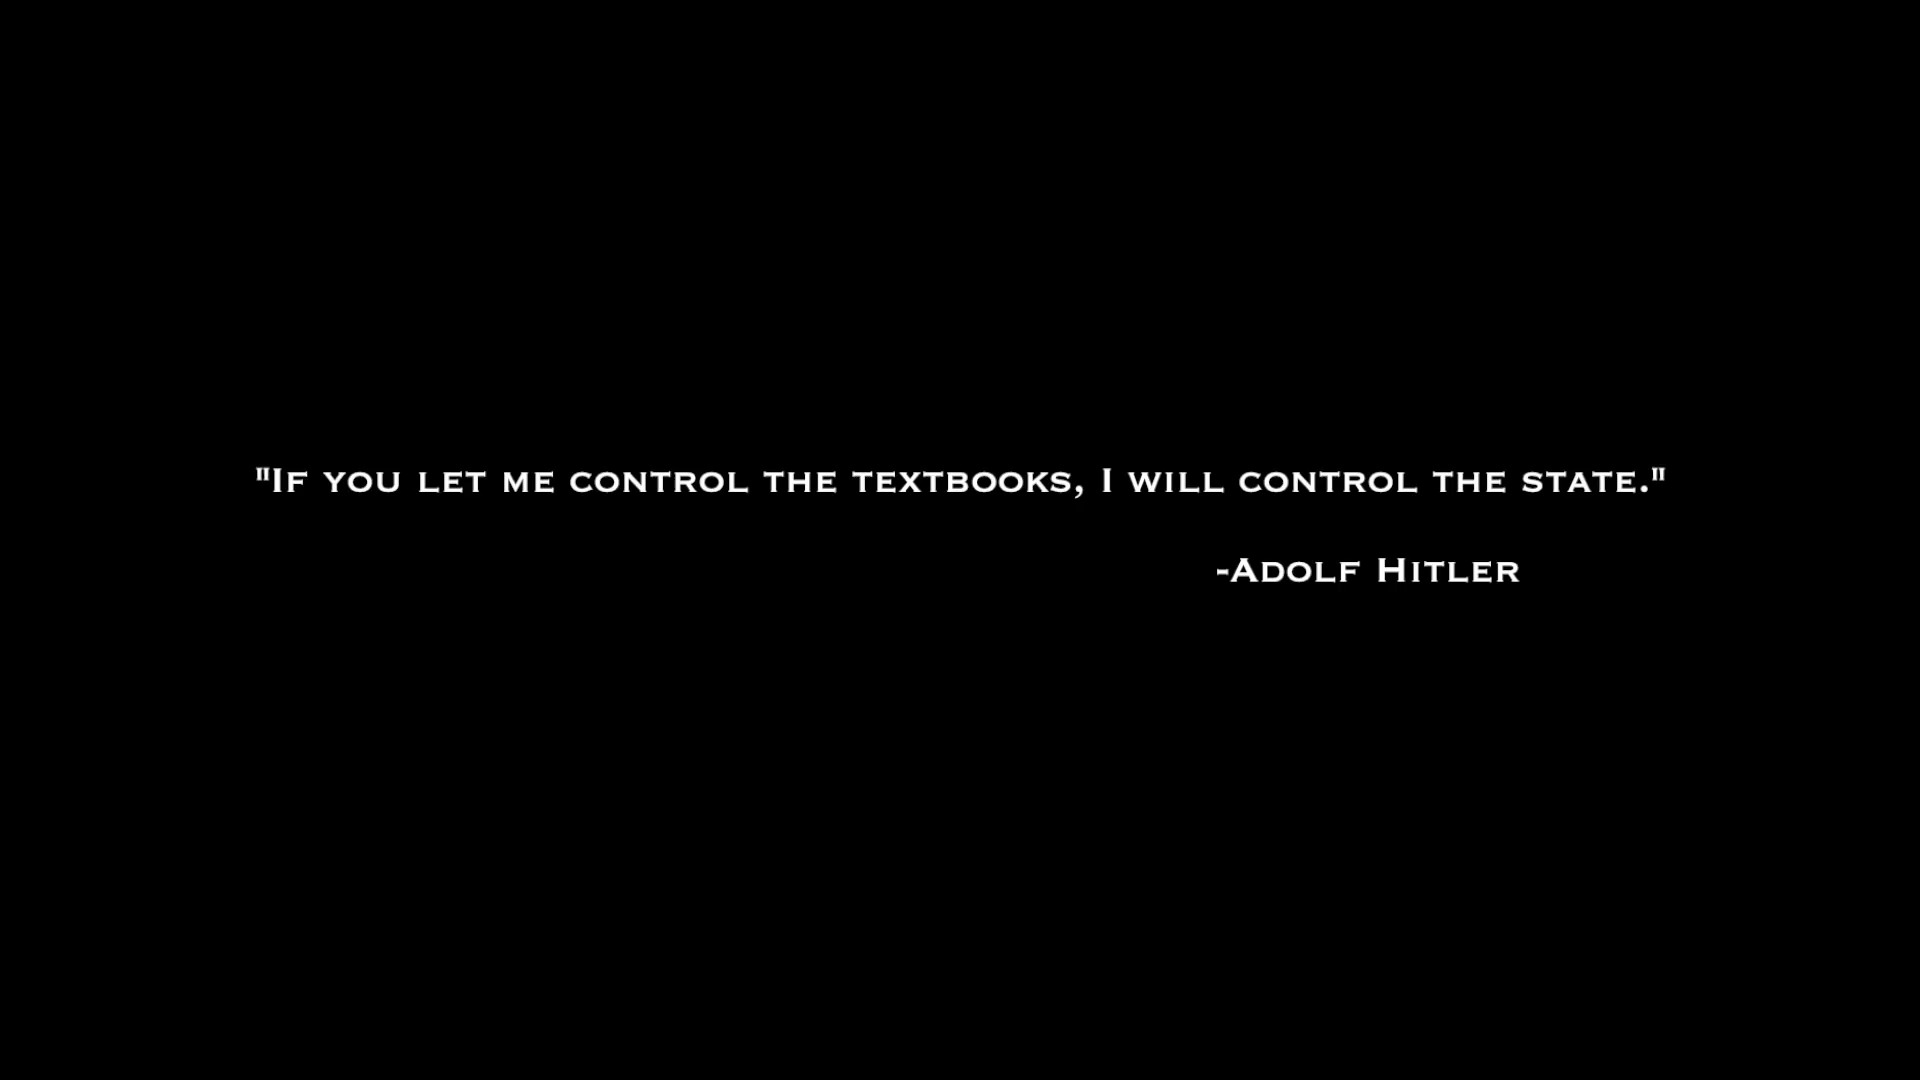 "If you let me control the textbooks, I will control the state."
-Adolf Hitler